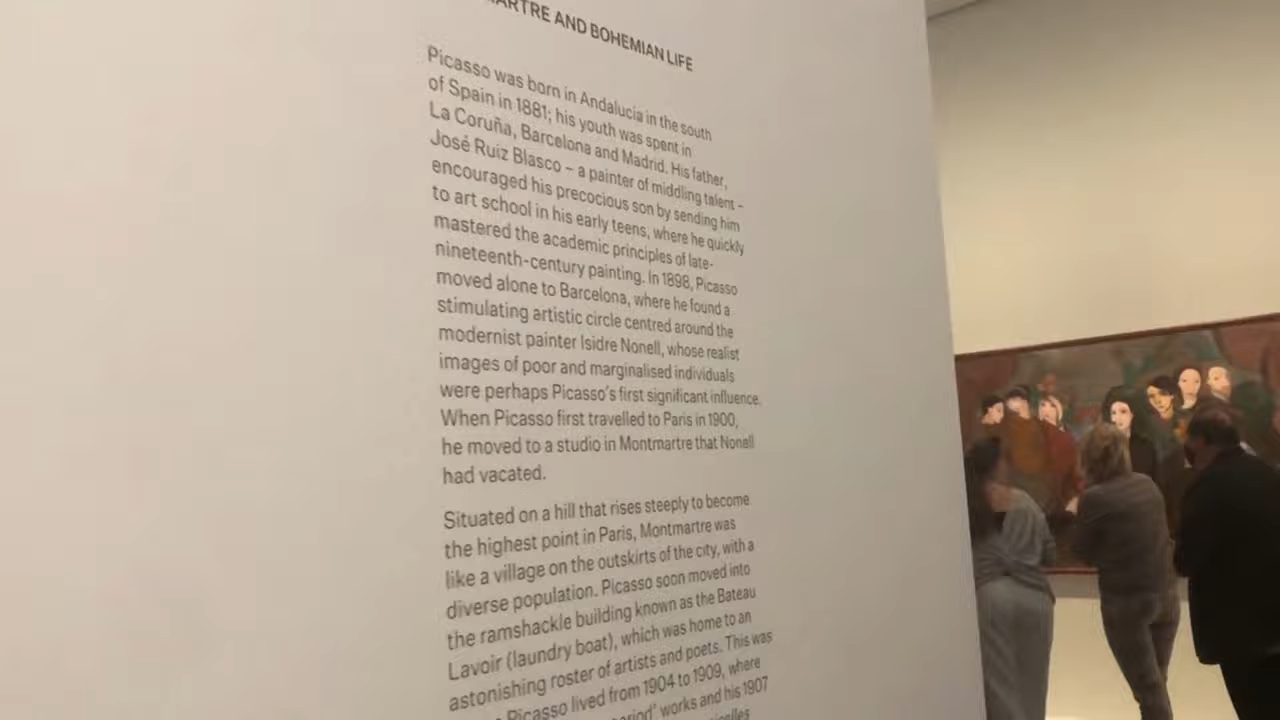 AND BOHEMIAN LIFE
Picasso was born in Andalucia in the south
of Spain in 1881; his youth was spent in
La Coruña, Barcelona and Madrid. His father,
José Ruiz Blasco – a painter of middling talent –
encouraged his precocious son by sending him
to art school in his early teens, where he quickly
mastered the academic principles of late-
nineteenth-century painting. In 1898, Picasso
moved alone to Barcelona, where he found a
stimulating artistic circle centred around the
modernist painter Isidre Nonell, whose realist
images of poor and marginalised individuals
were perhaps Picasso's first significant influence.
When Picasso first travelled to Paris in 1900,
he moved to a studio in Montmartre that Nonell
had vacated.
Situated on a hill that rises steeply to become
the highest point in Paris, Montmartre was
like a village on the outskirts of the city, with a
diverse population. Picasso soon moved into
the ramshackle building known as the Bateau
Lavoir (laundry boat), which was home to an
astonishing roster of artists and poets. This was
Picasso lived from 1904 to 1909, where
works and his 1907